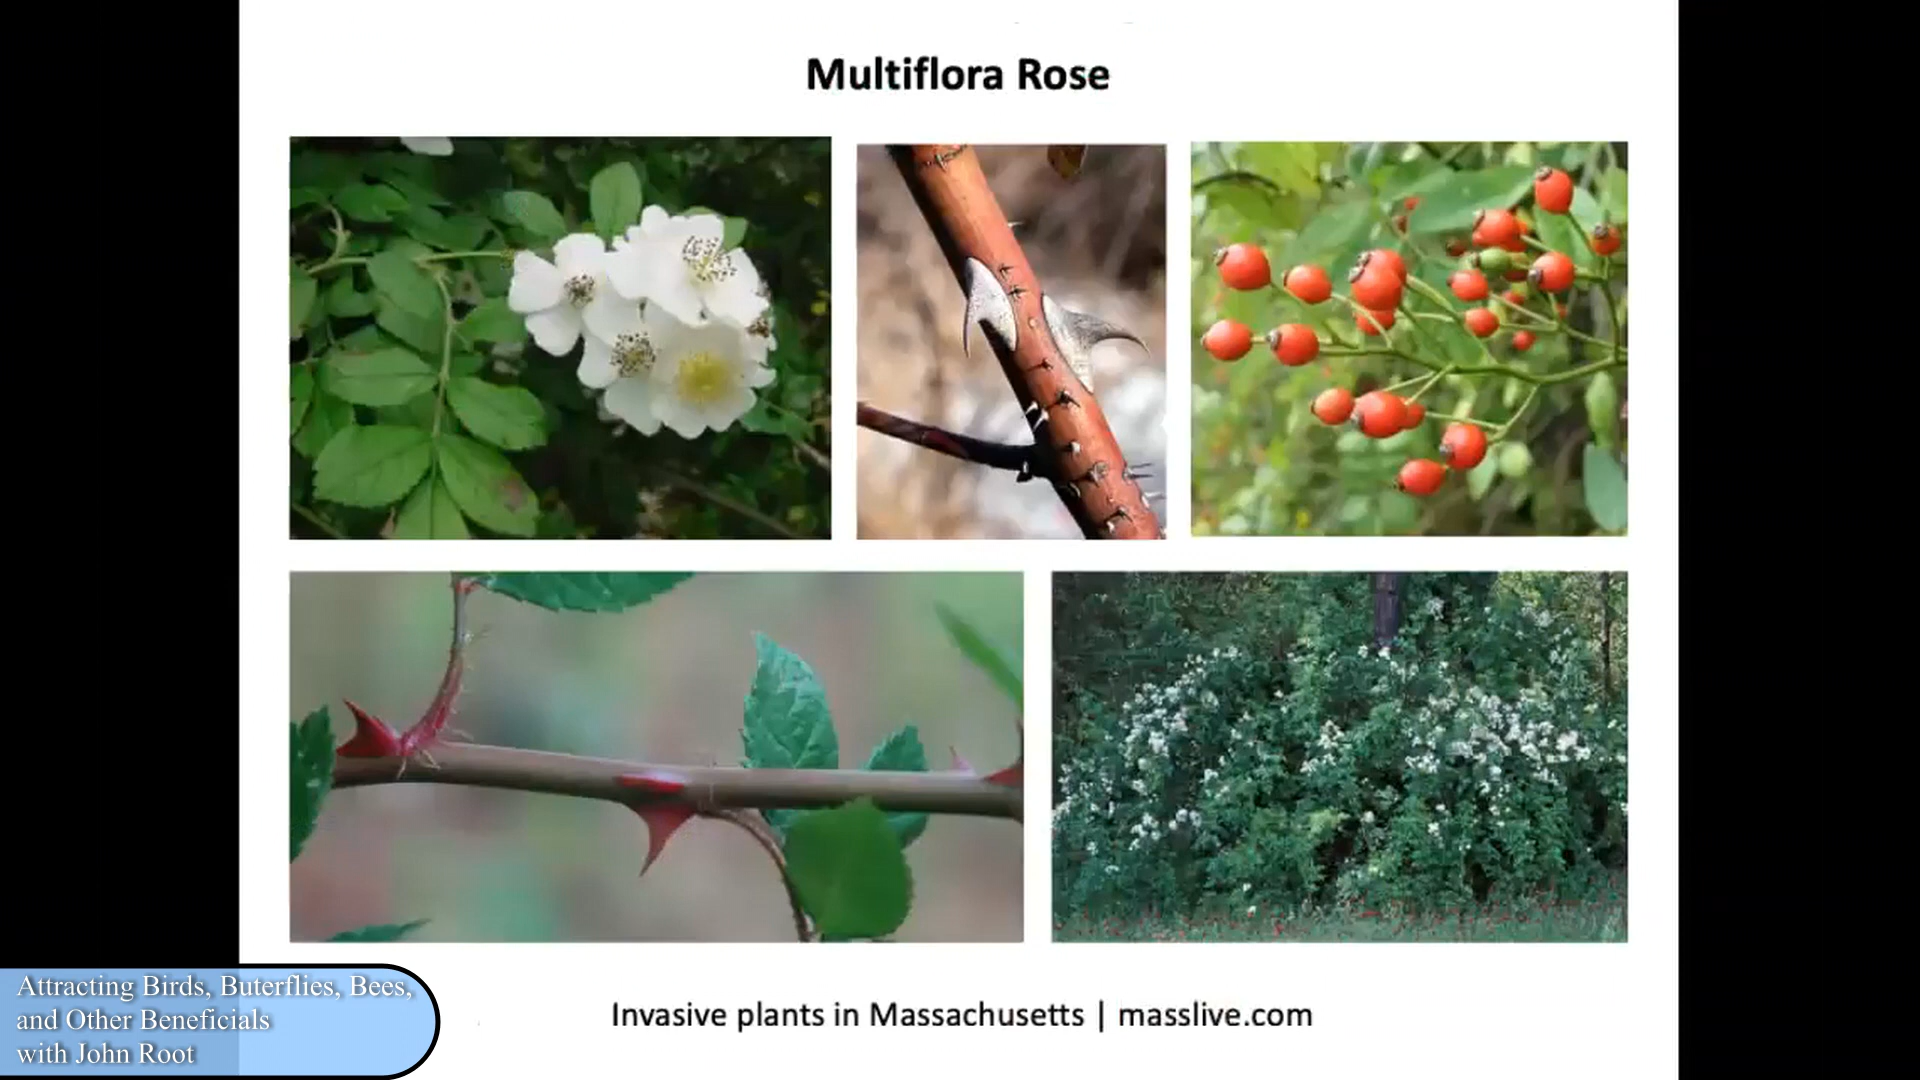 Multiflora Rose
Invasive plants in Massachusetts | masslive.com
Attracting Birds, Buterflies, Bees,
and Other Beneficials
with John Root